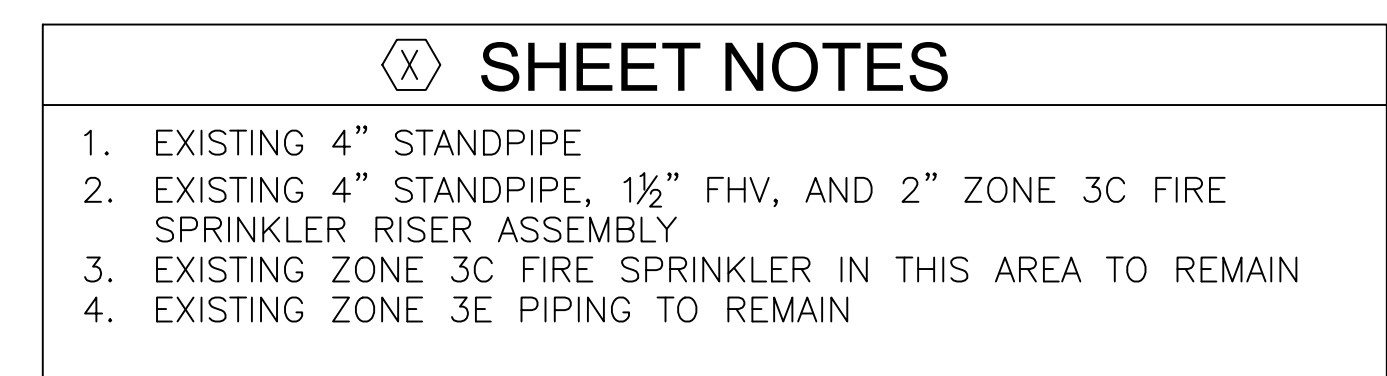 X SHEET NOTES
1. EXISTING 4” STANDPIPE
2. EXISTING 4” STANDPIPE, 1½” FHV, AND 2” ZONE 3C FIRE
SPRINKLER RISER ASSEMBLY
3. EXISTING ZONE 3C FIRE SPRINKLER IN THIS AREA TO REMAIN
4. EXISTING ZONE 3E PIPING TO REMAIN